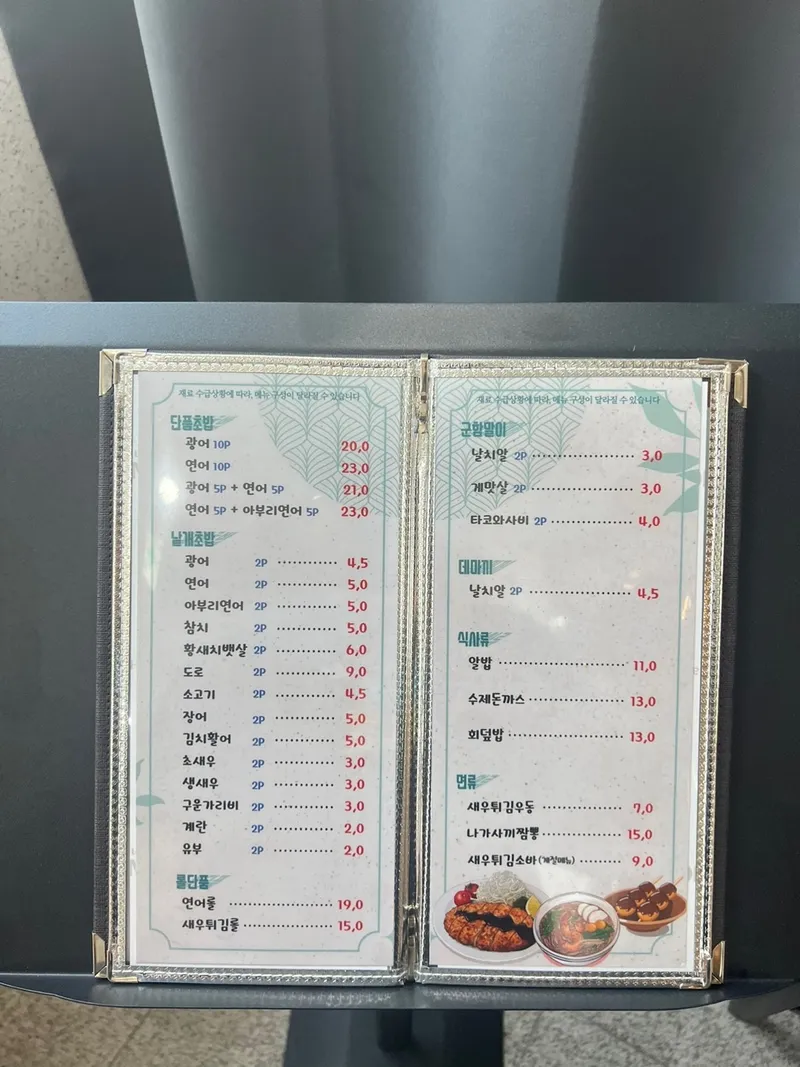 재료 수급상황에 따라, 메뉴 구성이 달라질 수 있습니다
단품초밥
광어 10P 20,0
연어 10P 23,0
광어 5P + 연어 5P 21,0
연어 5P + 아부리연어 5P 23,0
낱개초밥
광어 2P 4,5
연어 2P 5,0
아부리연어 2P 5,0
참치 2P 5,0
황새치뱃살 2P 6,0
도로 2P 9,0
소고기 2P 4,5
장어 2P 5,0
김치활어 2P 5,0
초새우 2P 3,0
생새우 2P 3,0
구운가리비 2P 3,0
계란 2P 2,0
유부 2P 2,0
롤단품
연어롤 19,0
새우튀김롤 15,0
재료 수급상황에 따라, 메뉴 구성이 달라질 수 있습니다
군함말이
날치알 2P 3,0
게맛살 2P 3,0
타코와사비 2P 4,0
데마끼
날치알 2P 4,5
식사류
알밥 11,0
수제돈까스 13,0
회덮밥 13,0
면류
새우튀김우동 7,0
나가사끼짬뽕 15,0
새우튀김소바(계절메뉴) 9,0